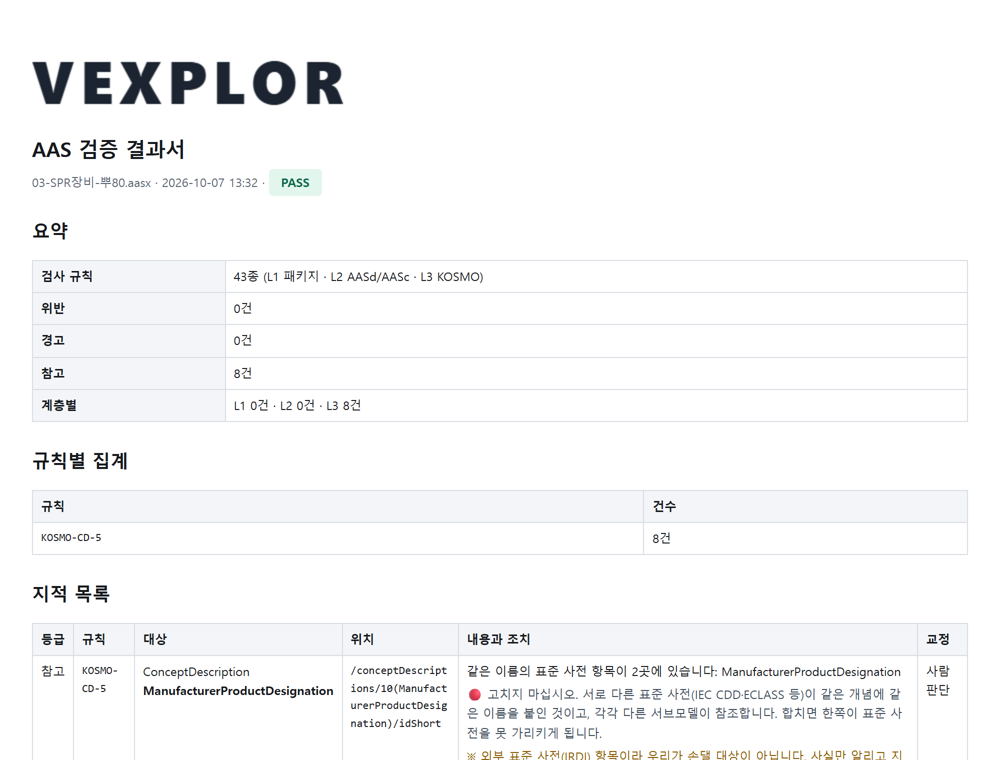 VEXPLOR
AAS 검증 결과서
03-SPR장비-뿌80.aasx · 2026-10-07 13:32 · PASS
요약
검사 규칙 43종 (L1 패키지 · L2 AASd/AASc · L3 KOSMO)
위반 0건
경고 0건
참고 8건
계층별 L1 0건 · L2 0건 · L3 8건
규칙별 집계
규칙 건수
KOSMO-CD-5 8건
지적 목록
등급 규칙 대상 위치 내용과 조치 교정
참고
KOSMO-
CD-5
ConceptDescription
ManufacturerProductDesignation
/conceptDescript
ions/10(Manufact
urerProductDesig
nation)/idShort
같은 이름의 표준 사전 항목이 2곳에 있습니다: ManufacturerProductDesignation
🔴 고치지 마십시오. 서로 다른 표준 사전(IEC CDD·ECLASS 등)이 같은 개념에 같
은 이름을 붙인 것이고, 각각 다른 서브모델이 참조합니다. 합치면 한쪽이 표준 사
전을 못 가리키게 됩니다.
※ 외부 표준 사전(IRDI) 항목이라 우리가 손댈 대상이 아닙니다. 사실만 알리고 지
사람
판단